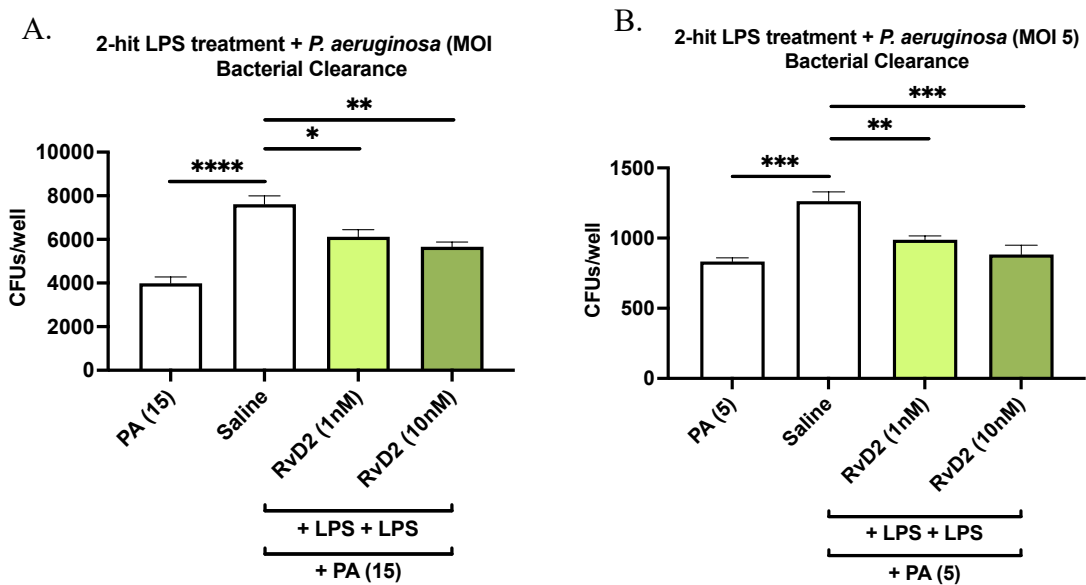 A.
2-hit LPS treatment + P. aeruginosa (MOI
Bacterial Clearance
**
*
****
10000
8000
6000
4000
2000
0
CFUs/well
PA (15)
Saline
RvD2 (1nM)
RvD2 (10nM)
+ LPS + LPS
+ PA (15)
B.
2-hit LPS treatment + P. aeruginosa (MOI 5)
Bacterial Clearance
***
**
***
1500
1000
500
0
CFUs/well
PA (5)
Saline
RvD2 (1nM)
RvD2 (10nM)
+ LPS + LPS
+ PA (5)